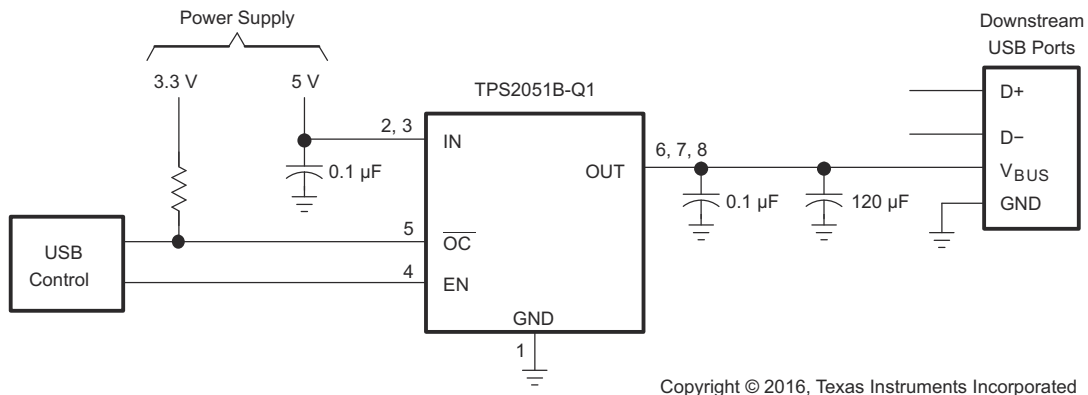 Power Supply
3.3 V
5 V
TPS2051B-Q1
Downstream
USB Ports
D+
D−
V BUS
GND
2, 3
IN
0.1 µF
6, 7, 8
OUT
0.1 µF
120 µF
USB
Control
5
OC
4
EN
GND
1
Copyright © 2016, Texas Instruments Incorporated